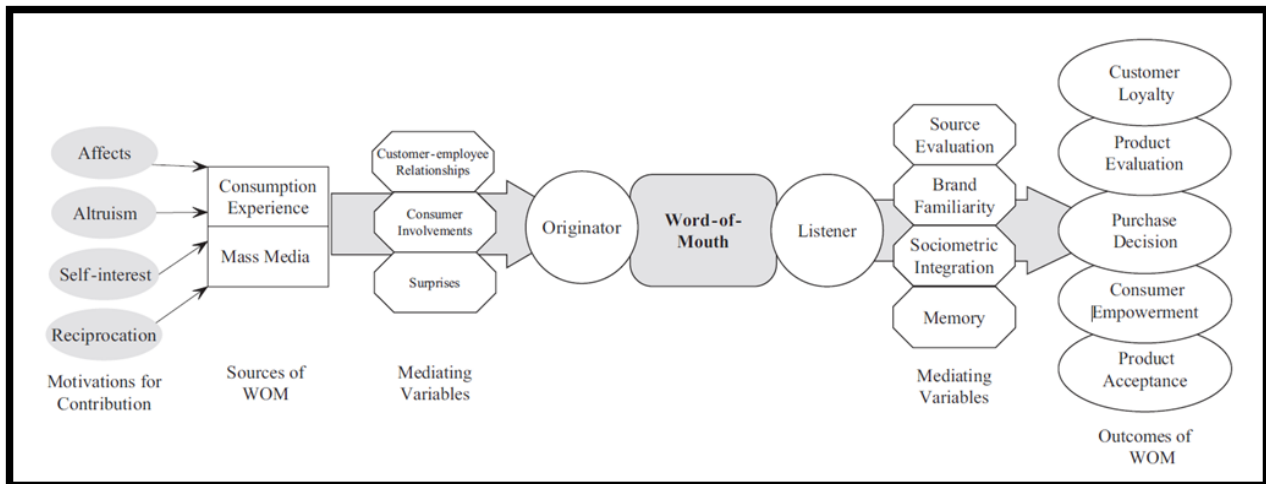 Affects
Altruism
Self-interest
Reciprocation
Motivations for
Contribution
Consumption
Experience
Mass Media
Sources of
WOM
Customer-employee
Relationships
Consumer
Involvements
Surprises
Mediating
Variables
Originator
Word-of-
Mouth
Listener
Source
Evaluation
Brand
Familiarity
Sociometric
Integration
Memory
Mediating
Variables
Customer
Loyalty
Product
Evaluation
Purchase
Decision
Consumer
Empowerment
Product
Acceptance
Outcomes of
WOM